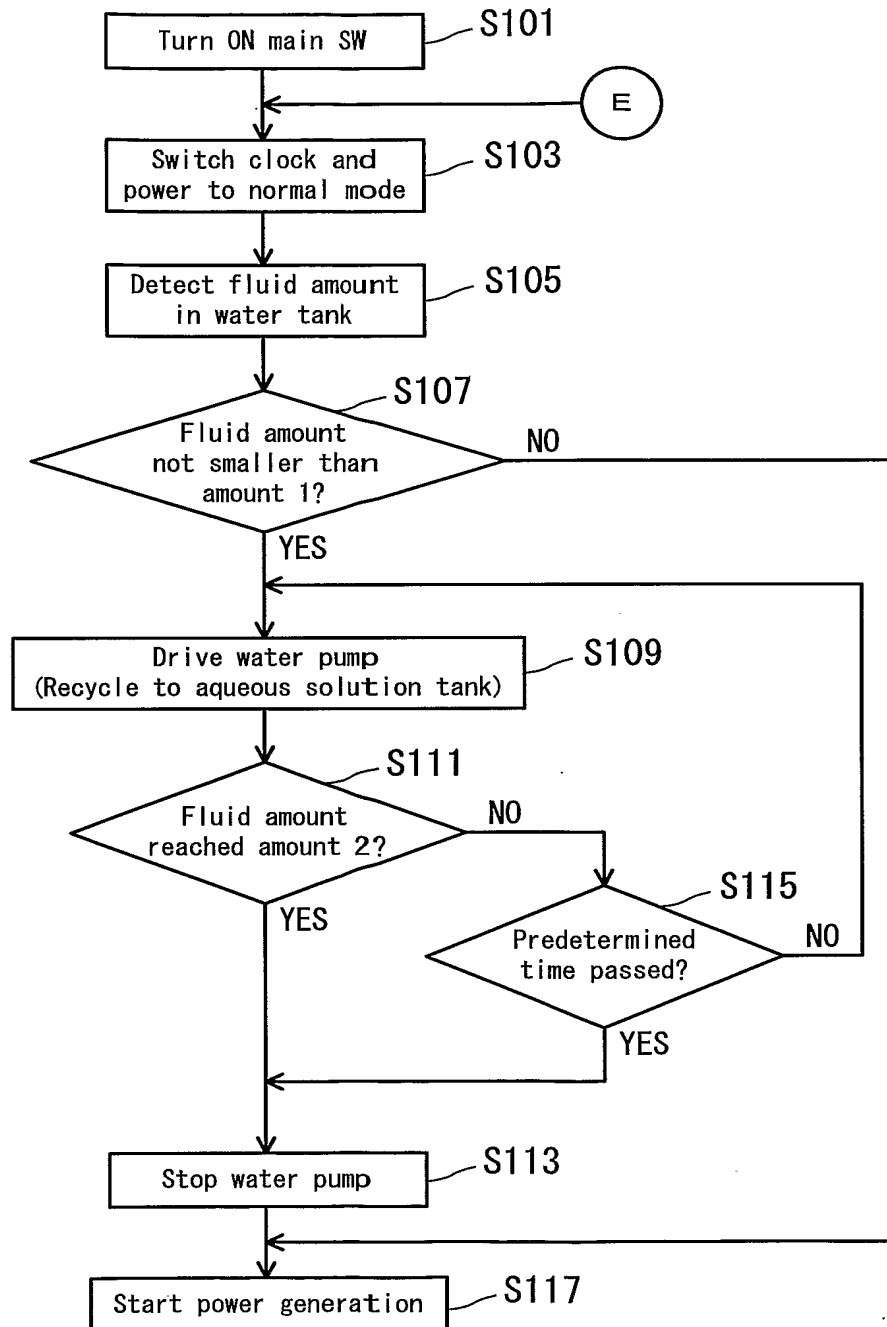 Turn ON main SW
S101
E
Switch clock and
power to normal mode
S103
Detect fluid amount
in water tank
S105
S107
Fluid amount
not smaller than
amount 1?
NO
YES
Drive water pump
(Recycle to aqueous solution tank)
S109
S111
Fluid amount
reached amount 2?
NO
YES
S115
Predetermined
time passed?
NO
YES
Stop water pump
S113
Start power generation
S117